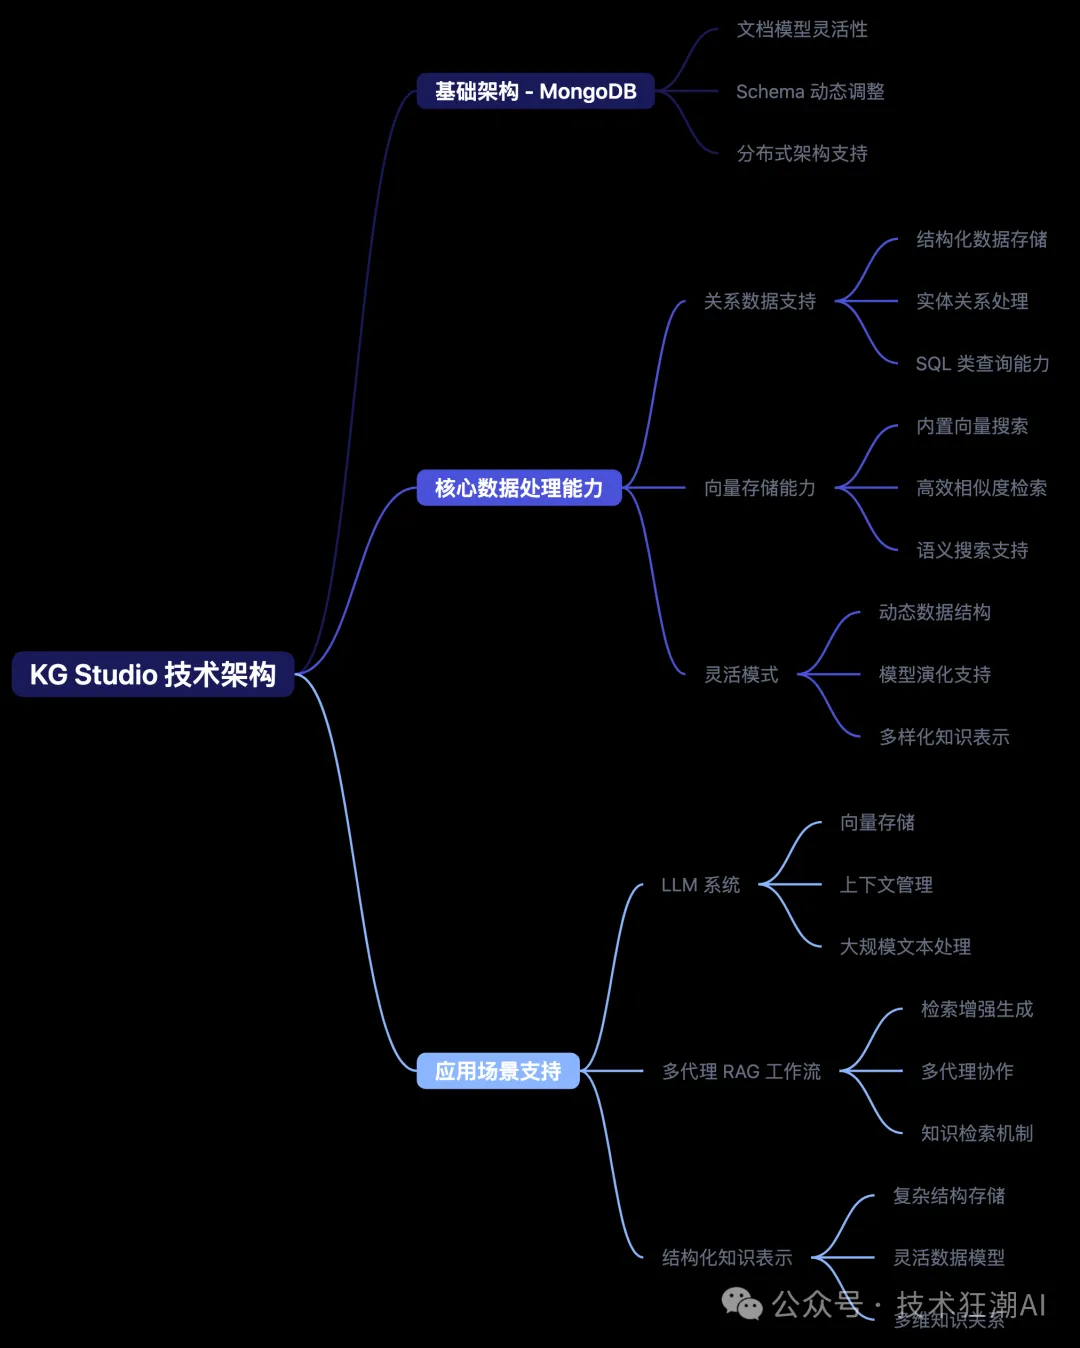 KG Studio 技术架构
基础架构 - MongoDB
文档模型灵活性
Schema 动态调整
分布式架构支持
核心数据处理能力
关系数据支持
结构化数据存储
实体关系处理
SQL 类查询能力
向量存储能力
内置向量搜索
高效相似度检索
语义搜索支持
灵活模式
动态数据结构
模型演化支持
多样化知识表示
应用场景支持
LLM 系统
向量存储
上下文管理
大规模文本处理
多代理 RAG 工作流
检索增强生成
多代理协作
知识检索机制
结构化知识表示
复杂结构存储
灵活数据模型
多维知识关系
公众号 · 技术狂潮AI